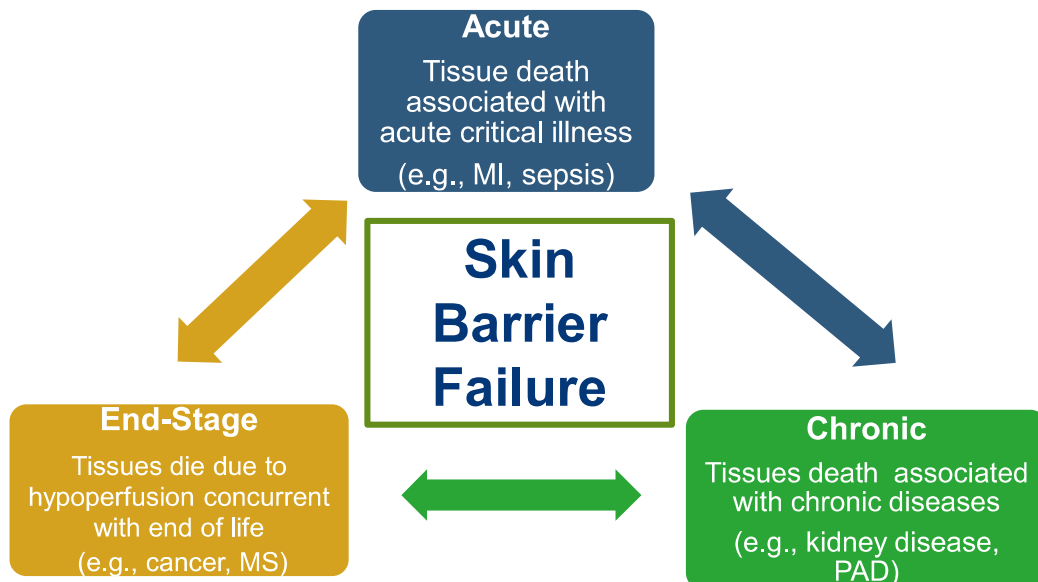 Acute
Tissue death
associated with
acute critical illness
(e.g., MI, sepsis)
Skin
Barrier
Failure
End-Stage
Tissues die due to
hypoperfusion concurrent
with end of life
(e.g., cancer, MS)
Chronic
Tissues death associated
with chronic diseases
(e.g., kidney disease,
PAD)